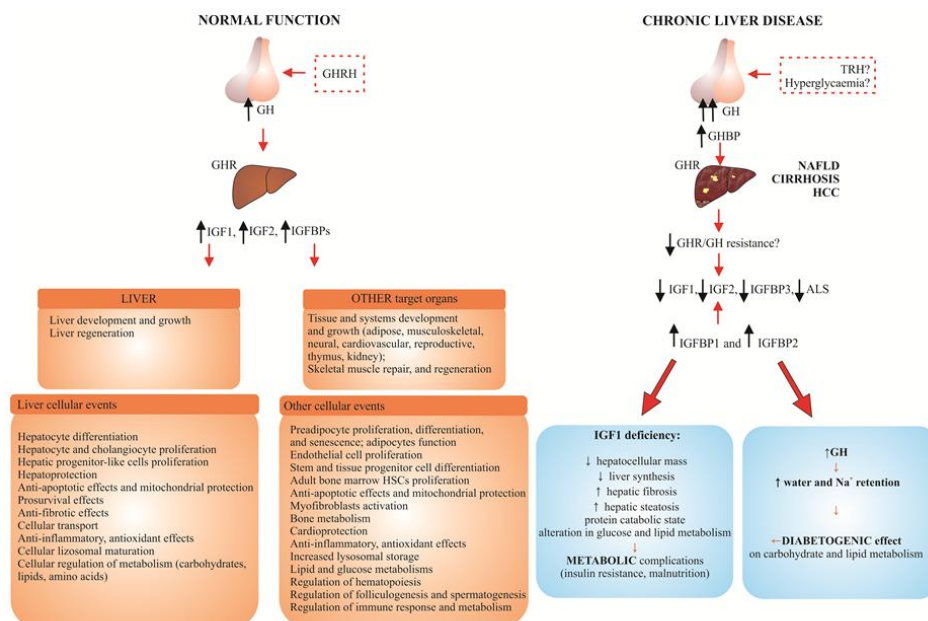 NORMAL FUNCTION
GHRH
GH
GHR
IGF1, IGF2, IGFBPs
LIVER
Liver development and growth
Liver regeneration
OTHER target organs
Tissue and systems development
and growth (adipose, musculoskeletal,
neural, cardiovascular, reproductive,
thymus, kidney);
Skeletal muscle repair, and regeneration
Liver cellular events
Hepatocyte differentiation
Hepatocyte and cholangiocyte proliferation
Hepatic progenitor-like cells proliferation
Hepatoprotection
Anti-apoptotic effects and mitochondrial protection
Prosurvival effects
Anti-fibrotic effects
Cellular transport
Anti-inflammatory, antioxidant effects
Cellular lizosomal maturation
Cellular regulation of metabolism (carbohydrates,
lipids, amino acids)
Other cellular events
Preadipocyte proliferation, differentiation,
and senescence; adipocytes function
Endothelial cell proliferation
Stem and tissue progenitor cell differentiation
Adult bone marrow HSCs proliferation
Anti-apoptotic effects and mitochondrial protection
Myofibroblasts activation
Bone metabolism
Cardioprotection
Anti-inflammatory, antioxidant effects
Increased lysosomal storage
Lipid and glucose metabolisms
Regulation of hematopoiesis
Regulation of folliculogenesis and spermatogenesis
Regulation of immune response and metabolism
CHRONIC LIVER DISEASE
TRH?
Hyperglycaemia?
GH
GHBP
GHR
NAFLD
CIRRHOSIS
HCC
GHR/GH resistance?
IGF1, IGF2, IGFBP3, ALS
IGFBP1 and IGFBP2
IGF1 deficiency:
↓ hepatocellular mass
↓ liver synthesis
↑ hepatic fibrosis
↑ hepatic steatosis
protein catabolic state
alteration in glucose and lipid metabolism
↓
METABOLIC complications
(insulin resistance, malnutrition)
↑GH
↓
↑ water and Na⁺ retention
↓
←DIABETOGENIC effect
on carbohydrate and lipid metabolism